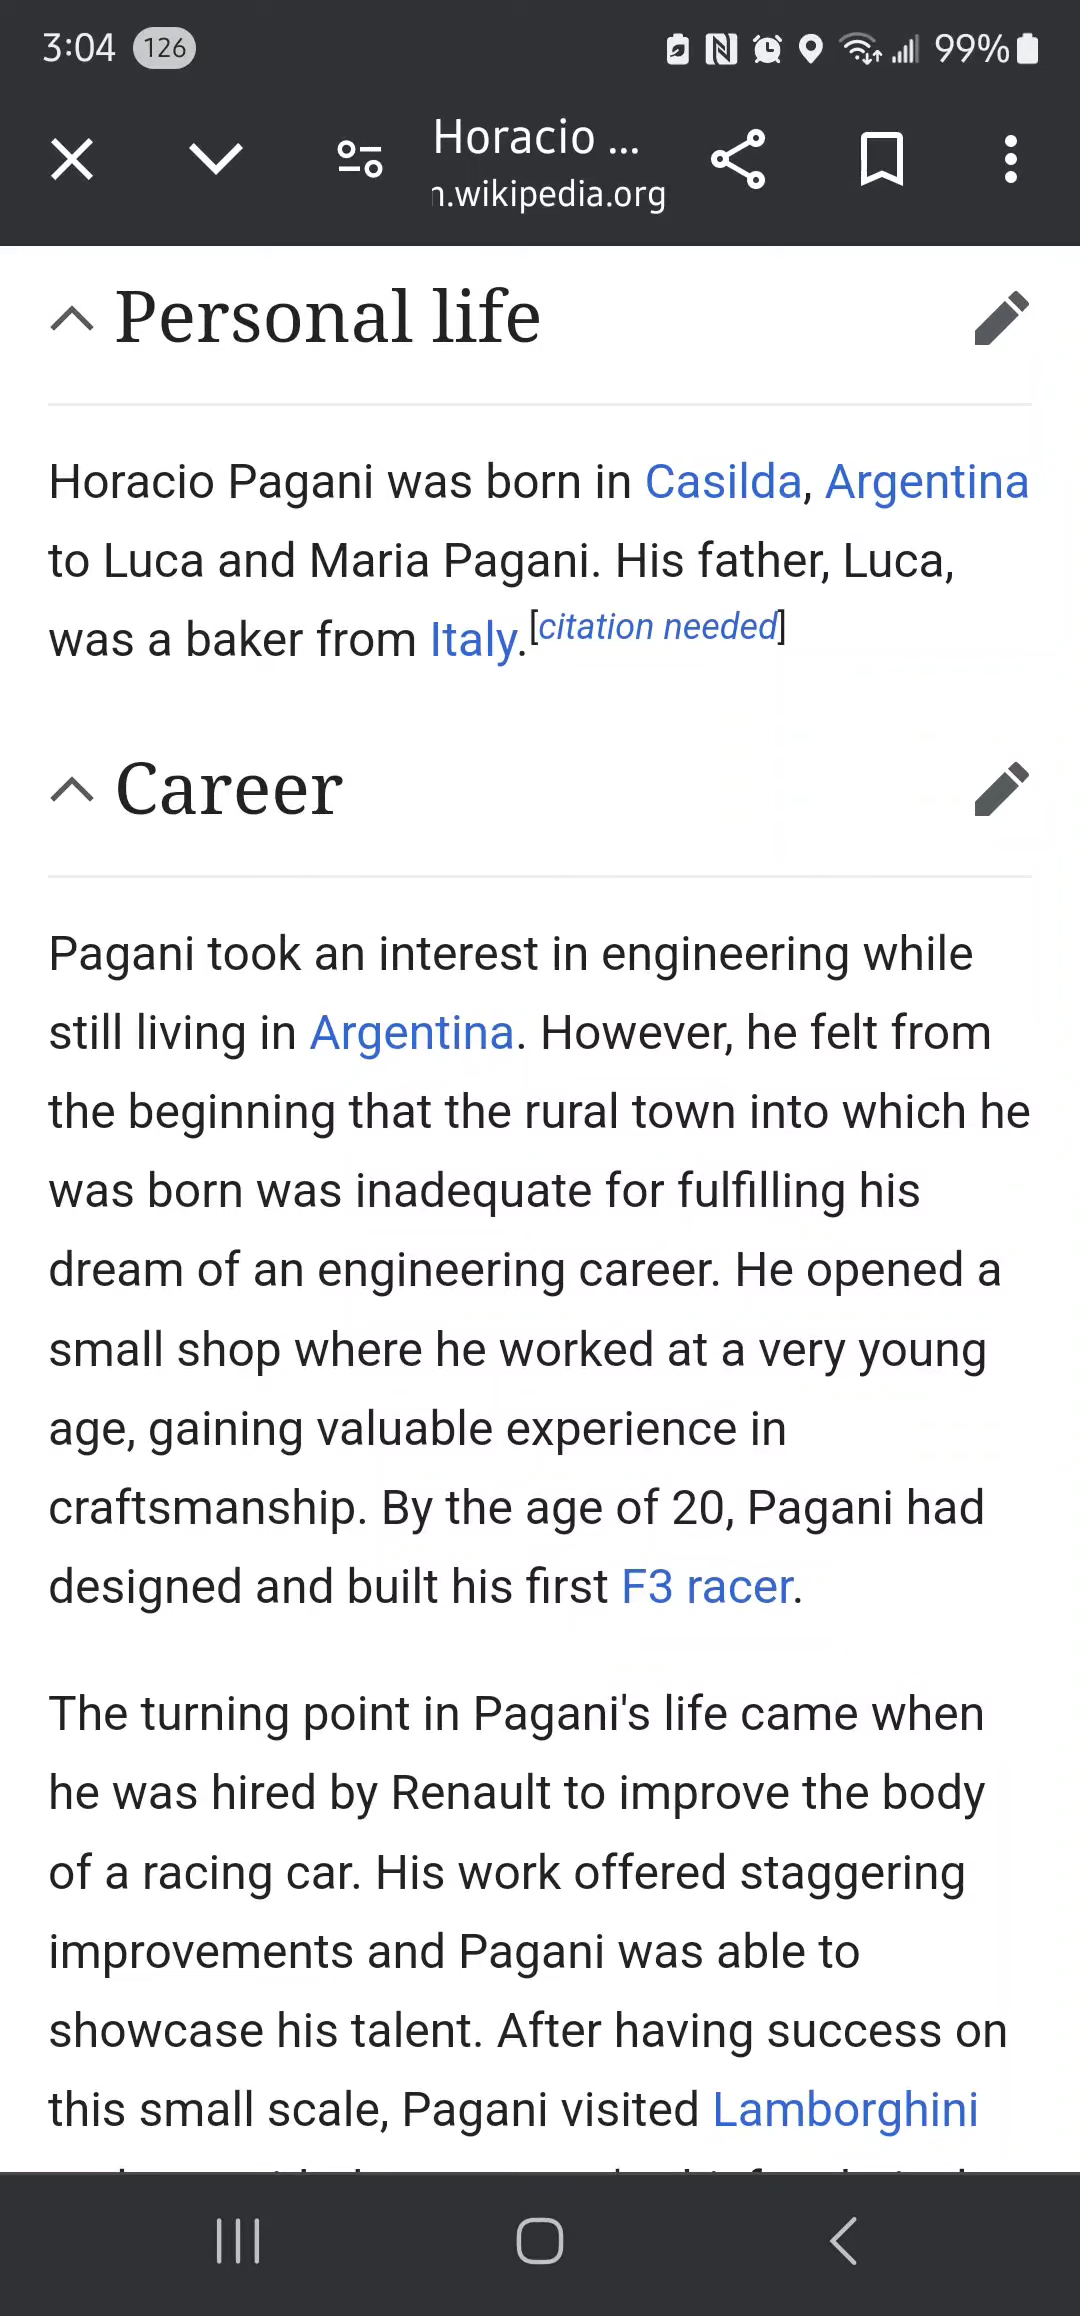 3:04 126 99%
Horacio ...
n.wikipedia.org
Personal life
Horacio Pagani was born in Casilda, Argentina
to Luca and Maria Pagani. His father, Luca,
was a baker from Italy.[citation needed]
Career
Pagani took an interest in engineering while
still living in Argentina. However, he felt from
the beginning that the rural town into which he
was born was inadequate for fulfilling his
dream of an engineering career. He opened a
small shop where he worked at a very young
age, gaining valuable experience in
craftsmanship. By the age of 20, Pagani had
designed and built his first F3 racer.
The turning point in Pagani's life came when
he was hired by Renault to improve the body
of a racing car. His work offered staggering
improvements and Pagani was able to
showcase his talent. After having success on
this small scale, Pagani visited Lamborghini